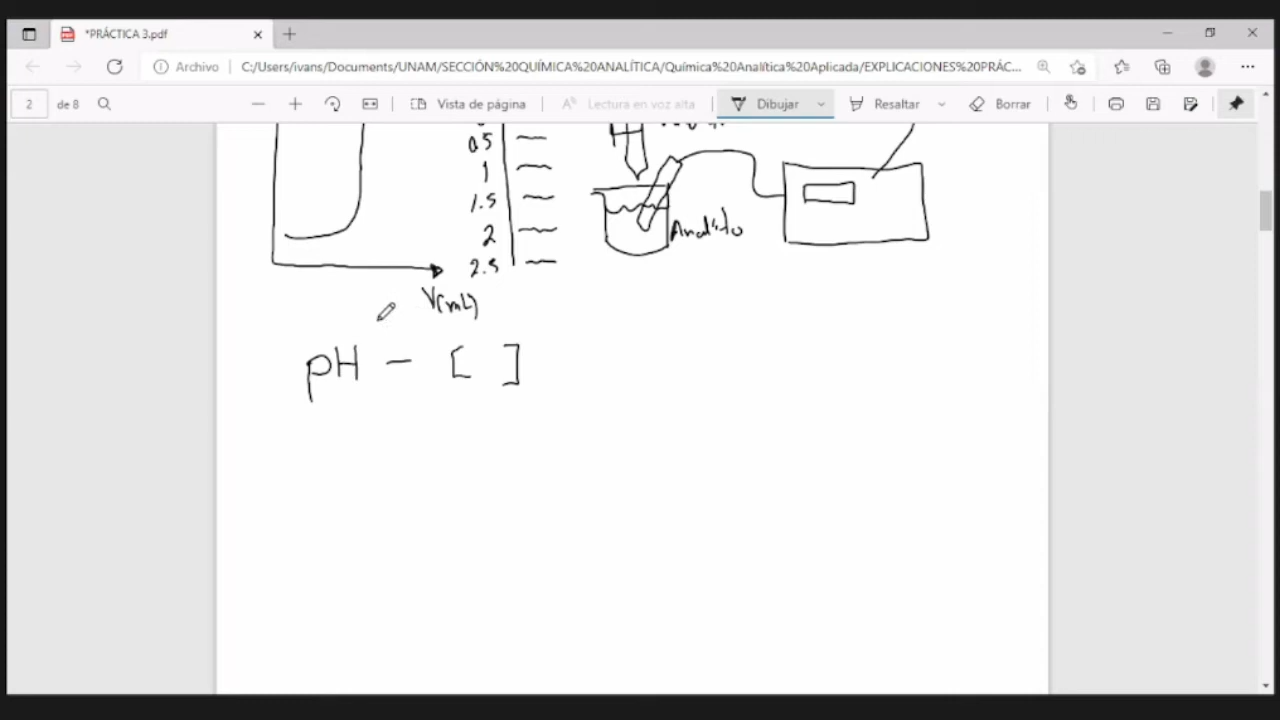 *PRÁCTICA 3.pdf
Archivo C:/Users/ivans/Documents/UNAM/SECCIÓN%20QUÍMICA%20ANALÍTICA/Química%20Analítica%20Aplicada/EXPLICACIONES%20PRÁC...
2 de 8 Vista de página Lectura en voz alta Dibujar Resaltar Borrar
0.5
1
1.5
2
2.5
Analito
V(mL)
pH - [ ]